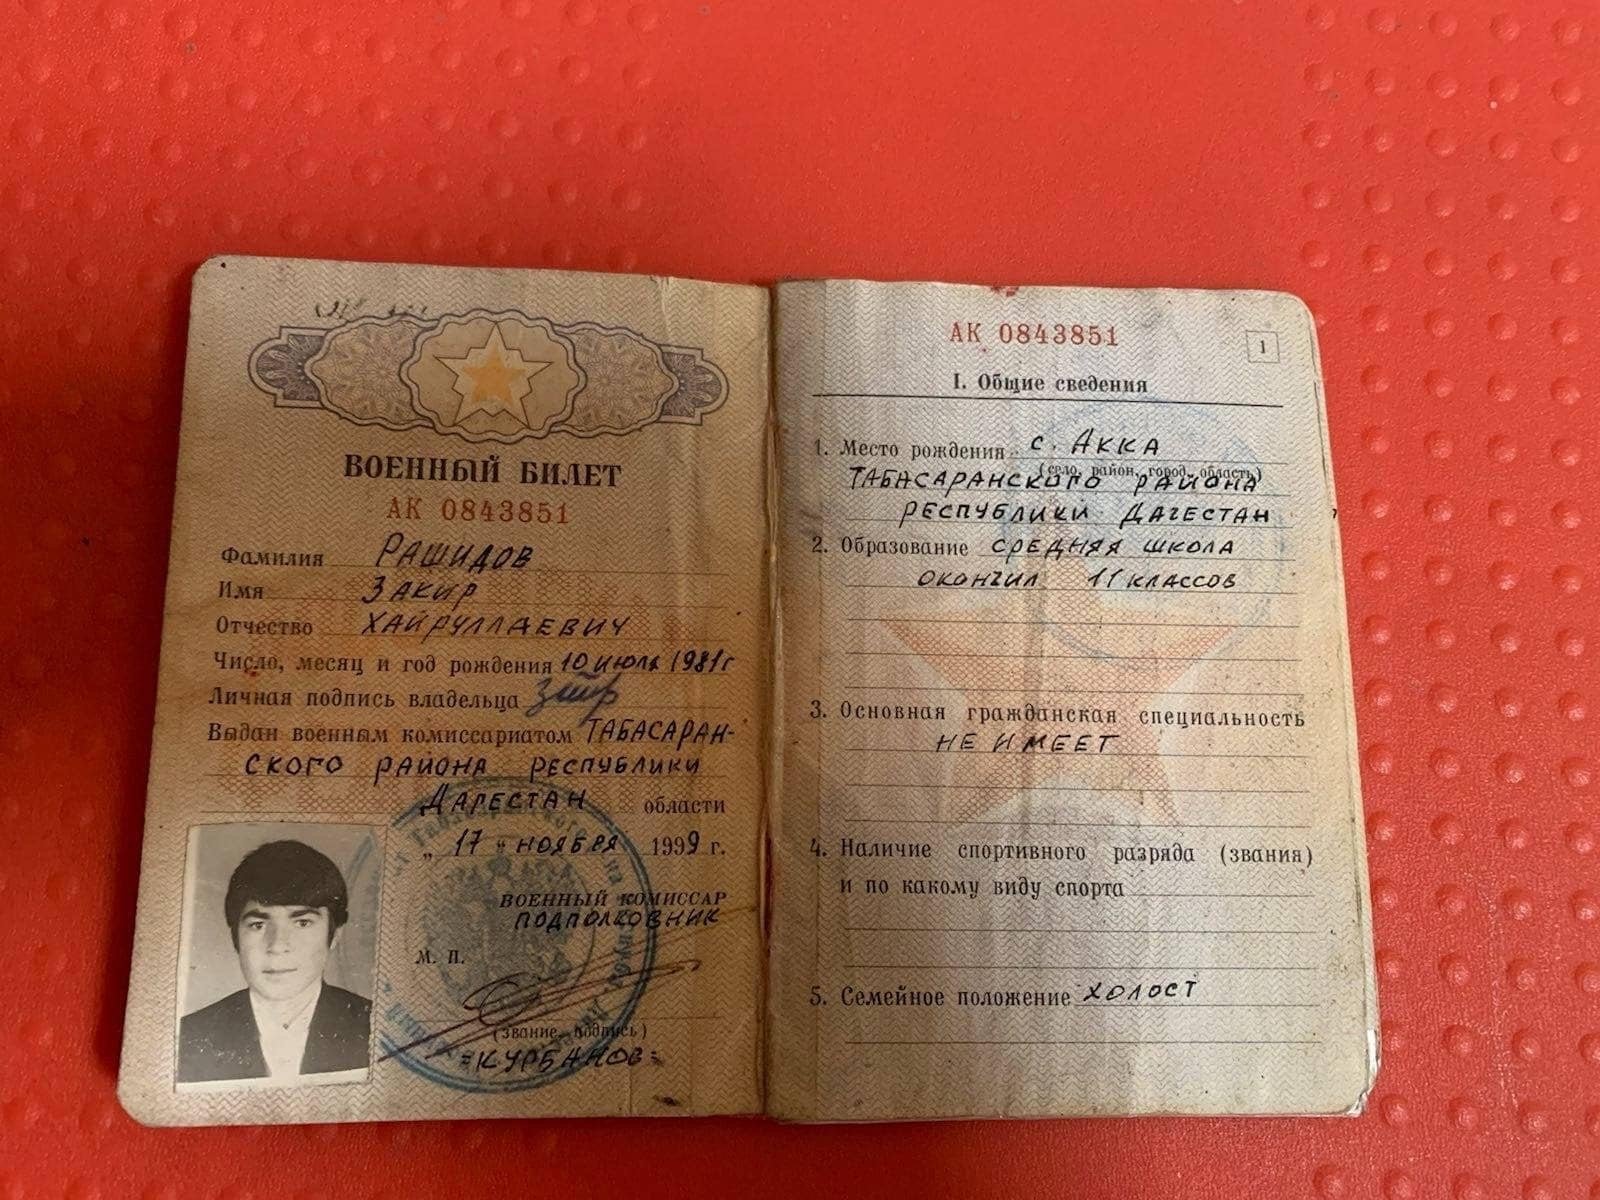 ВОЕННЫЙ БИЛЕТ
АК 0843851
Фамилия РАШИДОВ
Имя ЗАКИР
Отчество ХАЙРУЛЛАЕВИЧ
Число, месяц и год рождения 10 ИЮЛЯ 1981г
Личная подпись владельца
Выдан военным комиссариатом ТАБАСАРАН-
СКОГО РАЙОНА РЕСПУБЛИКИ
ДАГЕСТАН области
„ 17 " НОЯБРЯ 1999 г.
ВОЕННЫЙ КОМИССАР
ПОДПОЛКОВНИК
М. П.
(звание, подпись)
=КУРБАНОВ=
АК 0843851
1
I. Общие сведения
1. Место рождения с. АККА
(село, район, город, область)
ТАБАСАРАНСКОГО РАЙОНА
РЕСПУБЛИКИ ДАГЕСТАН
2. Образование СРЕДНЯЯ ШКОЛА
ОКОНЧИЛ 11 КЛАССОВ
3. Основная гражданская специальность
НЕ ИМЕЕТ
4. Наличие спортивного разряда (звания)
и по какому виду спорта
5. Семейное положение ХОЛОСТ